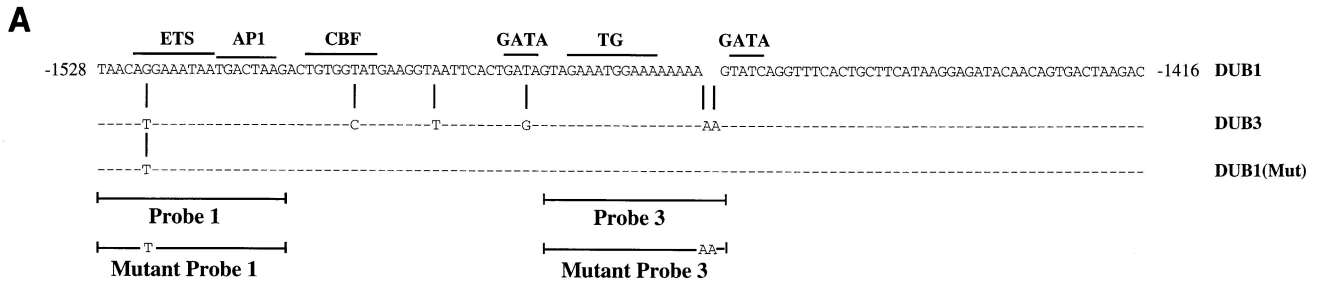 A
ETS AP1 CBF GATA TG GATA
-1528 TAACAGGAAATAATGACTAAGACTGTGGTATGAAGGTAATTCACTGATAGTAGAAATGGAAAAAAAA GTATCAGGTTTCACTGCTTCATAAGGAGATACAACAGTGACTAAGAC -1416 DUB1
-----T----------------------C--------T---------G-------------------AA----------------------------------------------- DUB3
-----T------------------------------------------------------------------------------------------------------------- DUB1(Mut)
Probe 1 Probe 3
T AA
Mutant Probe 1 Mutant Probe 3